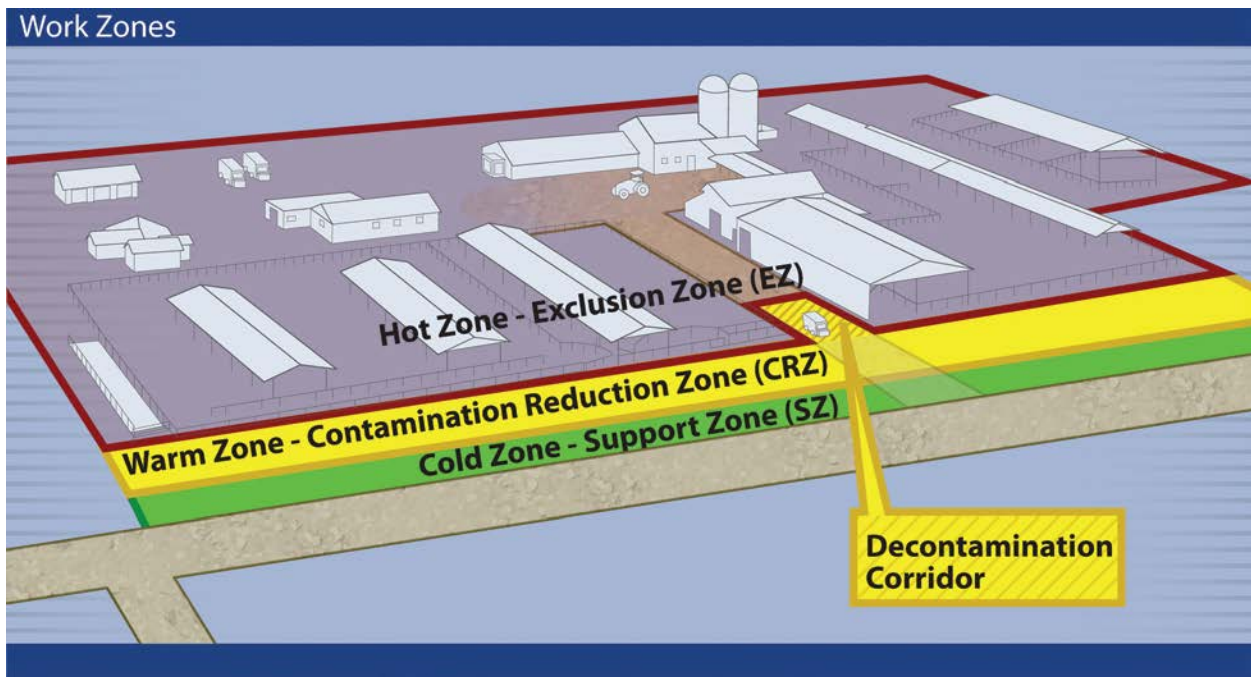 Work Zones
Hot Zone - Exclusion Zone (EZ)
Warm Zone - Contamination Reduction Zone (CRZ)
Cold Zone - Support Zone (SZ)
Decontamination
Corridor